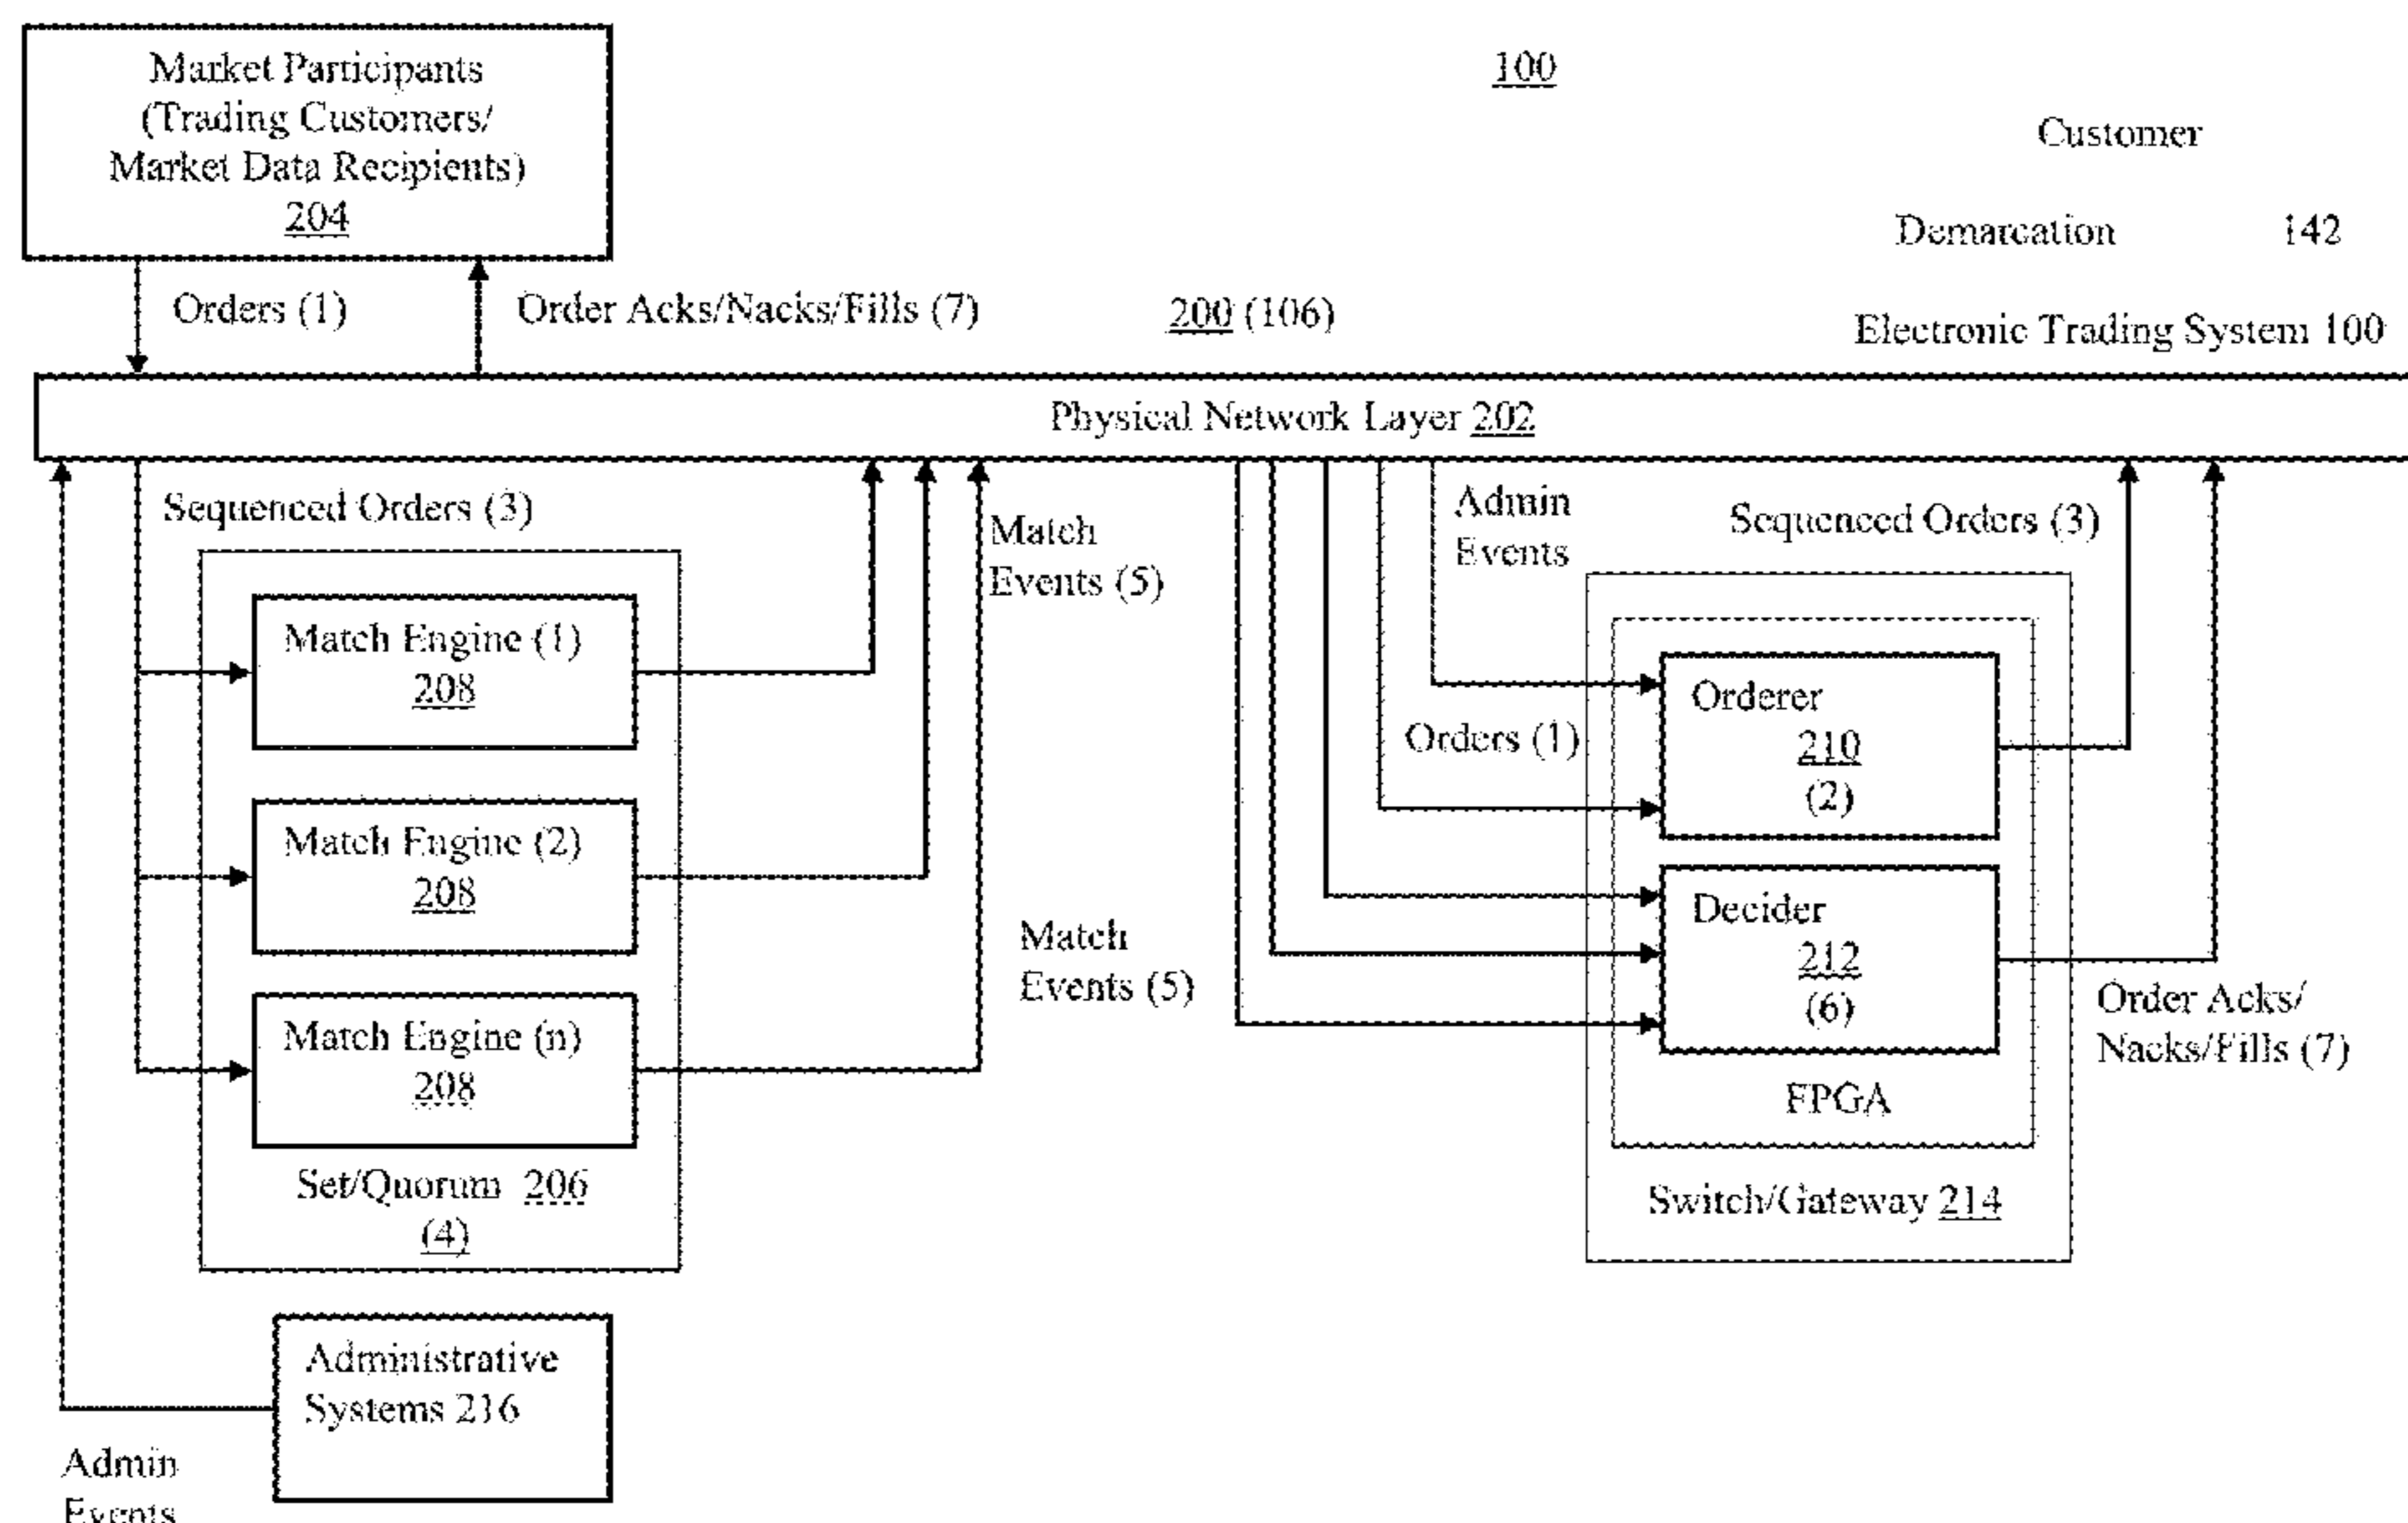 Market Participants
(Trading Customers/
Market Data Recipients)
204
100
Customer
Demarcation 142
Electronic Trading System 100
Orders (1)
Order Acks/Nacks/Fills (7)
200 (106)
Physical Network Layer 202
Sequenced Orders (3)
Match
Events (5)
Admin
Events
Sequenced Orders (3)
Match Engine (1)
208
Match Engine (2)
208
Match Engine (n)
208
Set/Quorum 206
(4)
Match
Events (5)
Orders (1)
Orderer
210
(2)
Decider
212
(6)
FPGA
Switch/Gateway 214
Order Acks/
Nacks/Fills (7)
Administrative
Systems 216
Admin
Events